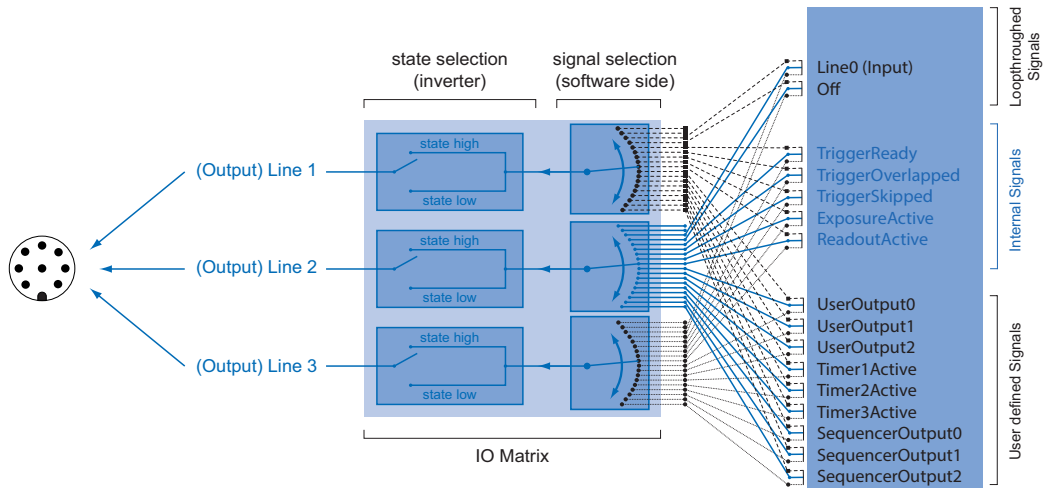 state selection
(inverter)
signal selection
(software side)
Loopthroughed
Signals
Line0 (Input)
Off
state high
(Output) Line 1
state low
TriggerReady
TriggerOverlapped
TriggerSkipped
ExposureActive
ReadoutActive
Internal Signals
state high
(Output) Line 2
state low
UserOutput0
UserOutput1
UserOutput2
Timer1Active
Timer2Active
Timer3Active
SequencerOutput0
SequencerOutput1
SequencerOutput2
User defined Signals
state high
(Output) Line 3
state low
IO Matrix